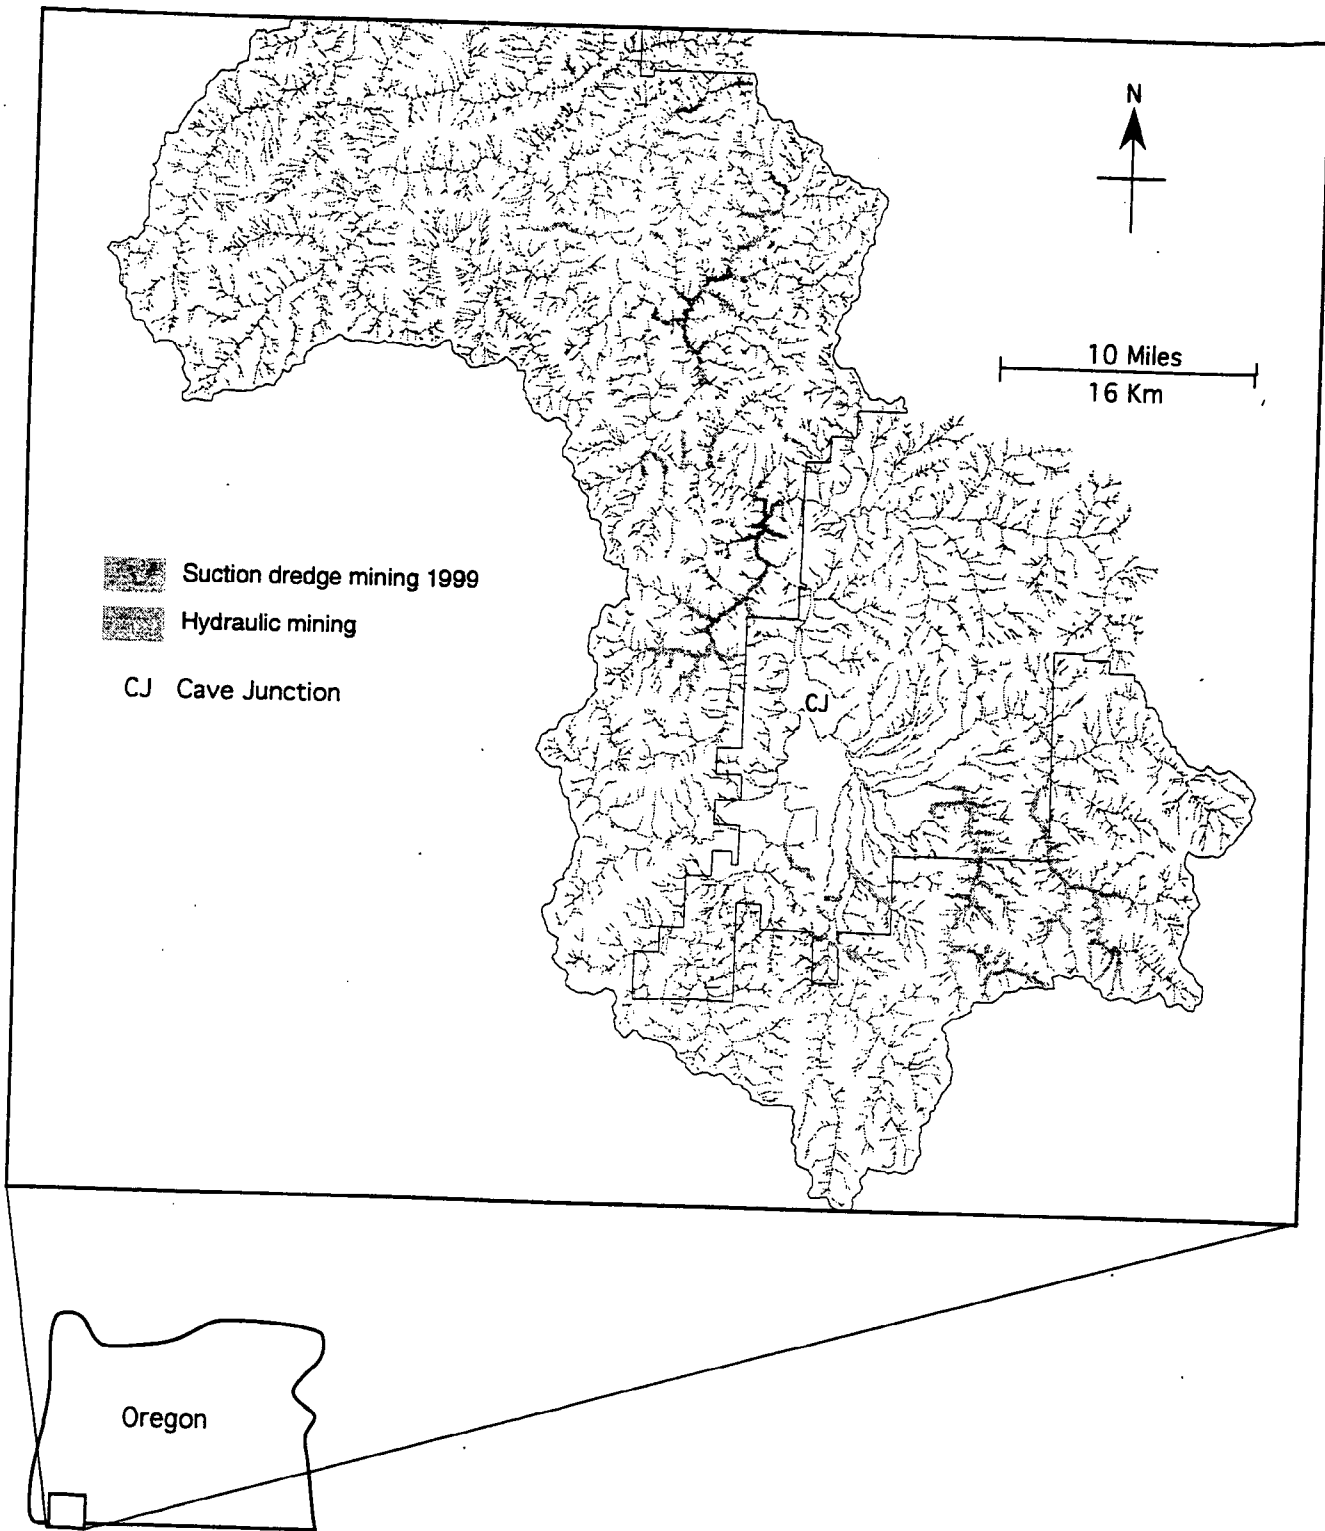 N
10 Miles
16 Km
Suction dredge mining 1999
Hydraulic mining
CJ Cave Junction
CJ
Oregon